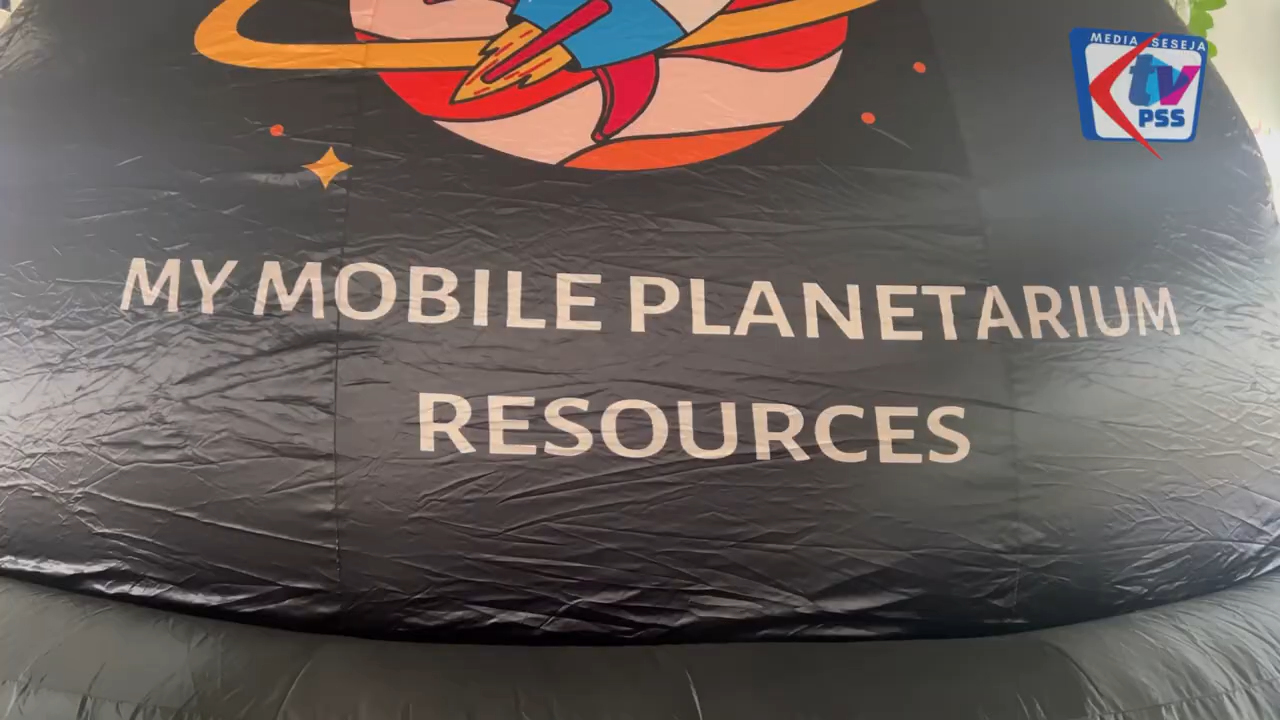 MEDIA SESEJA
tv
PSS
MY MOBILE PLANETARIUM
RESOURCES